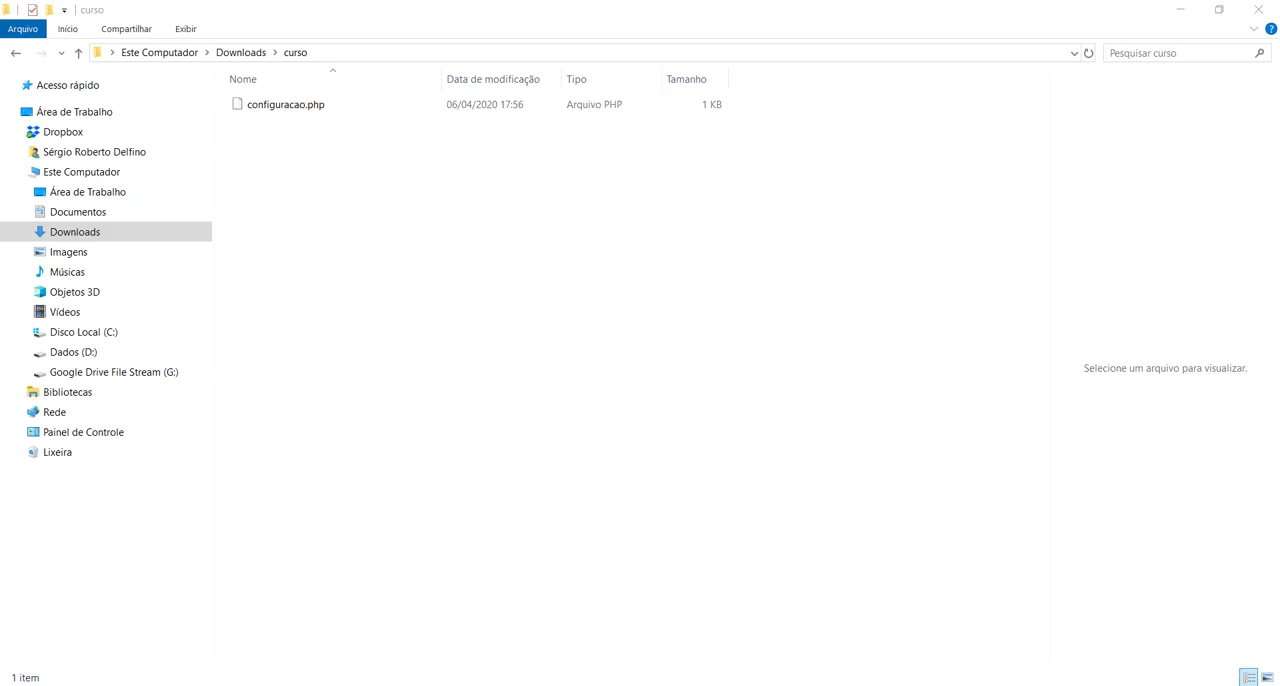 curso
Arquivo Início Compartilhar Exibir
Este Computador Downloads curso
Pesquisar curso
Acesso rápido
Área de Trabalho
Dropbox
Sérgio Roberto Delfino
Este Computador
Área de Trabalho
Documentos
Downloads
Imagens
Músicas
Objetos 3D
Vídeos
Disco Local (C:)
Dados (D:)
Google Drive File Stream (G:)
Bibliotecas
Rede
Painel de Controle
Lixeira
Nome Data de modificação Tipo Tamanho
configuracao.php 06/04/2020 17:56 Arquivo PHP 1 KB
Selecione um arquivo para visualizar.
1 item